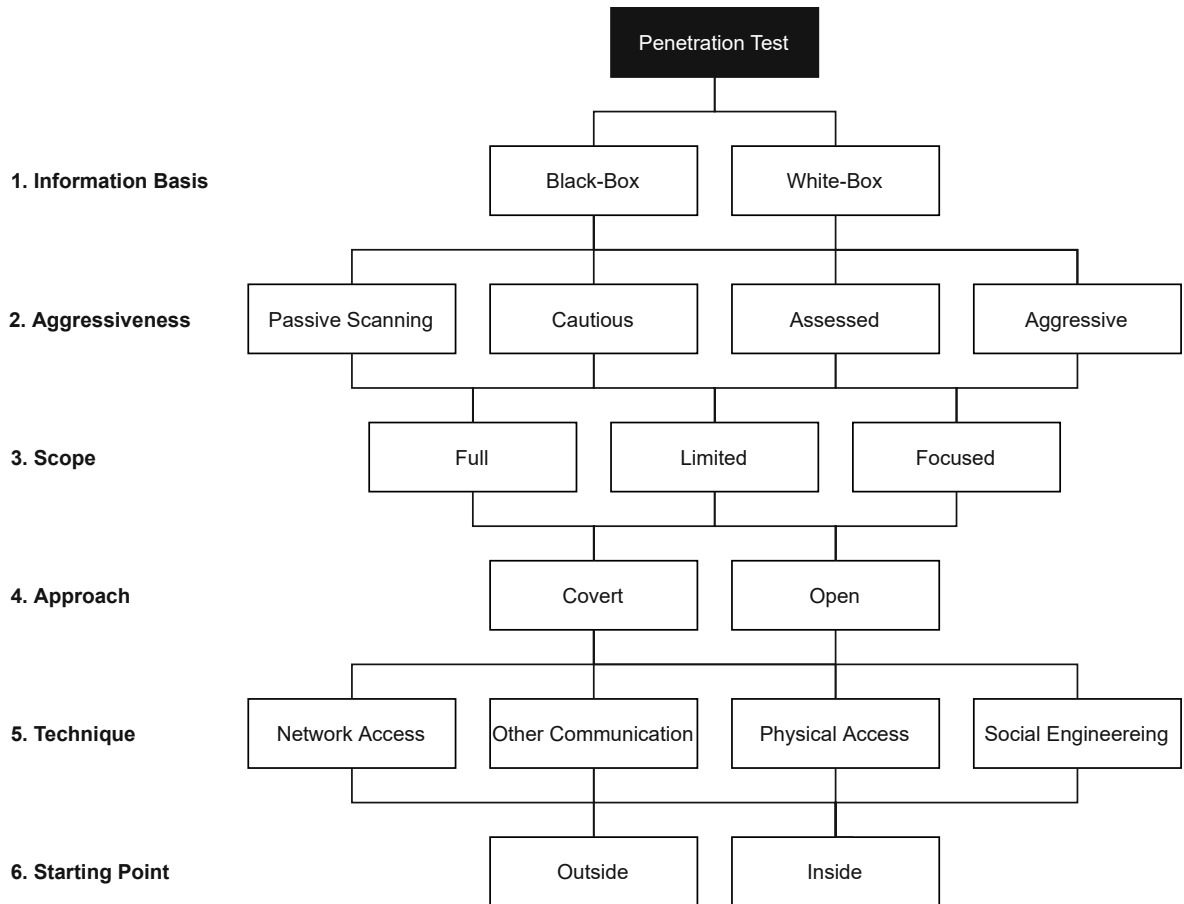 Penetration Test
1. Information Basis
Black-Box
White-Box
2. Aggressiveness
Passive Scanning
Cautious
Assessed
Aggressive
3. Scope
Full
Limited
Focused
4. Approach
Covert
Open
5. Technique
Network Access
Other Communication
Physical Access
Social Engineereing
6. Starting Point
Outside
Inside